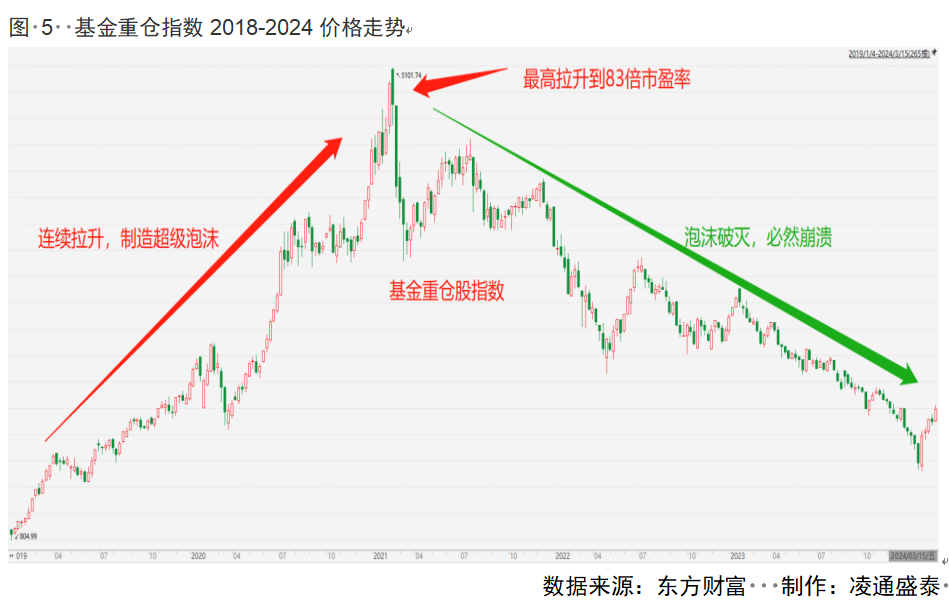 图 5 基金重仓指数 2018-2024 价格走势
2019/1/4-2024/3/15(265周)
3101.74
最高拉升到83倍市盈率
连续拉升，制造超级泡沫
泡沫破灭，必然崩溃
基金重仓股指数
804.99
019 04 07 10 2020 04 07 10 2021 04 07 10 2022 04 07 10 2023 04 07 10 2024/03/15/五
数据来源：东方财富 制作：凌通盛泰